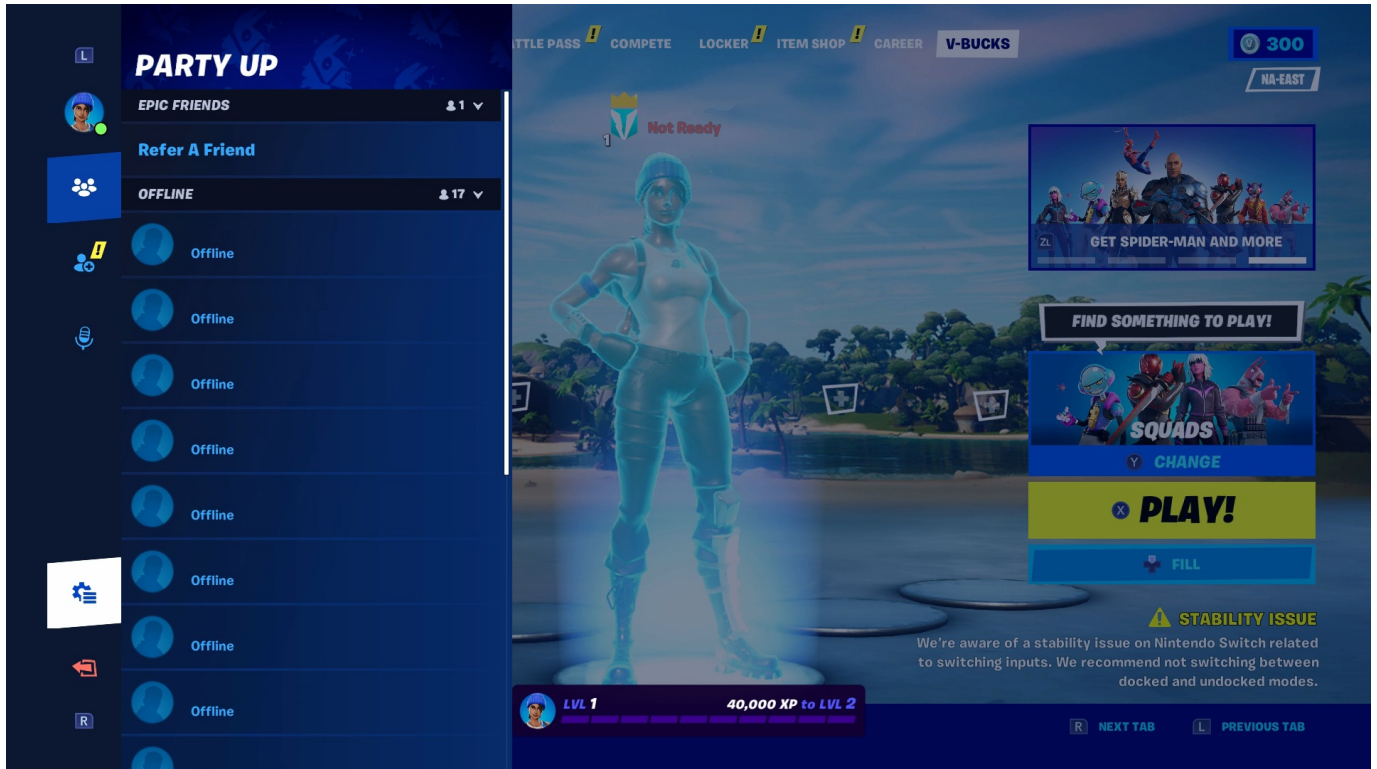 L
PARTY UP
EPIC FRIENDS 1
Refer A Friend
OFFLINE 17
Offline
Offline
Offline
Offline
Offline
Offline
Offline
Offline
R
TTLE PASS ! COMPETE LOCKER ! ITEM SHOP ! CAREER V-BUCKS
V 300
NA-EAST
1 Not Ready
!
ZL GET SPIDER-MAN AND MORE
FIND SOMETHING TO PLAY!
SQUADS
Y CHANGE
X PLAY!
FILL
! STABILITY ISSUE
We're aware of a stability issue on Nintendo Switch related
to switching inputs. We recommend not switching between
docked and undocked modes.
LVL 1 40,000 XP to LVL 2
R NEXT TAB L PREVIOUS TAB